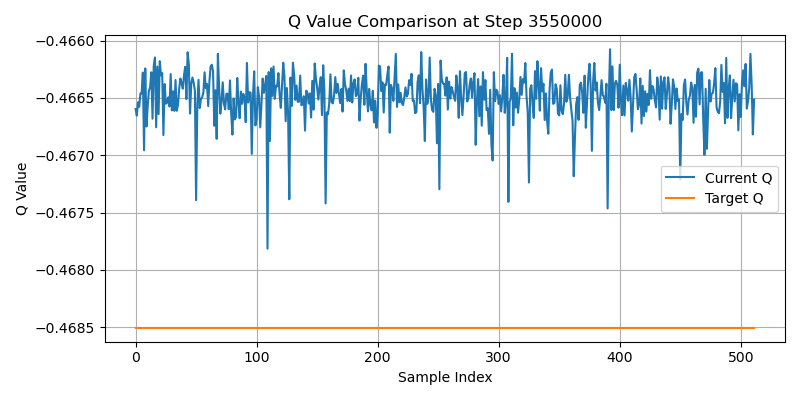 Q Value Comparison at Step 3550000
Q Value
−0.4660
−0.4665
−0.4670
−0.4675
−0.4680
−0.4685
Current Q
Target Q
0 100 200 300 400 500
Sample Index